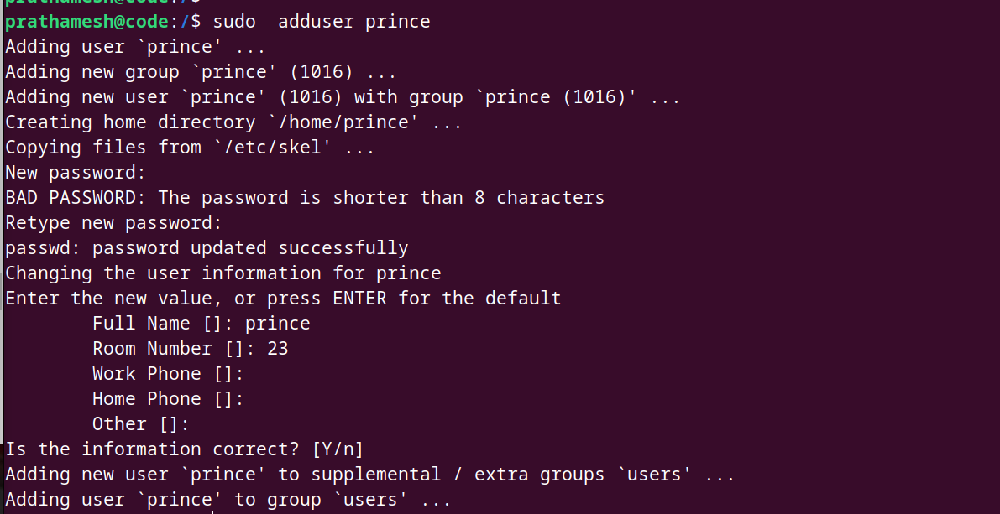 prathamesh@code:/$
prathamesh@code:/$ sudo  adduser prince
Adding user `prince' ...
Adding new group `prince' (1016) ...
Adding new user `prince' (1016) with group `prince (1016)' ...
Creating home directory `/home/prince' ...
Copying files from `/etc/skel' ...
New password:
BAD PASSWORD: The password is shorter than 8 characters
Retype new password:
passwd: password updated successfully
Changing the user information for prince
Enter the new value, or press ENTER for the default
        Full Name []: prince
        Room Number []: 23
        Work Phone []:
        Home Phone []:
        Other []:
Is the information correct? [Y/n]
Adding new user `prince' to supplemental / extra groups `users' ...
Adding user `prince' to group `users' ...